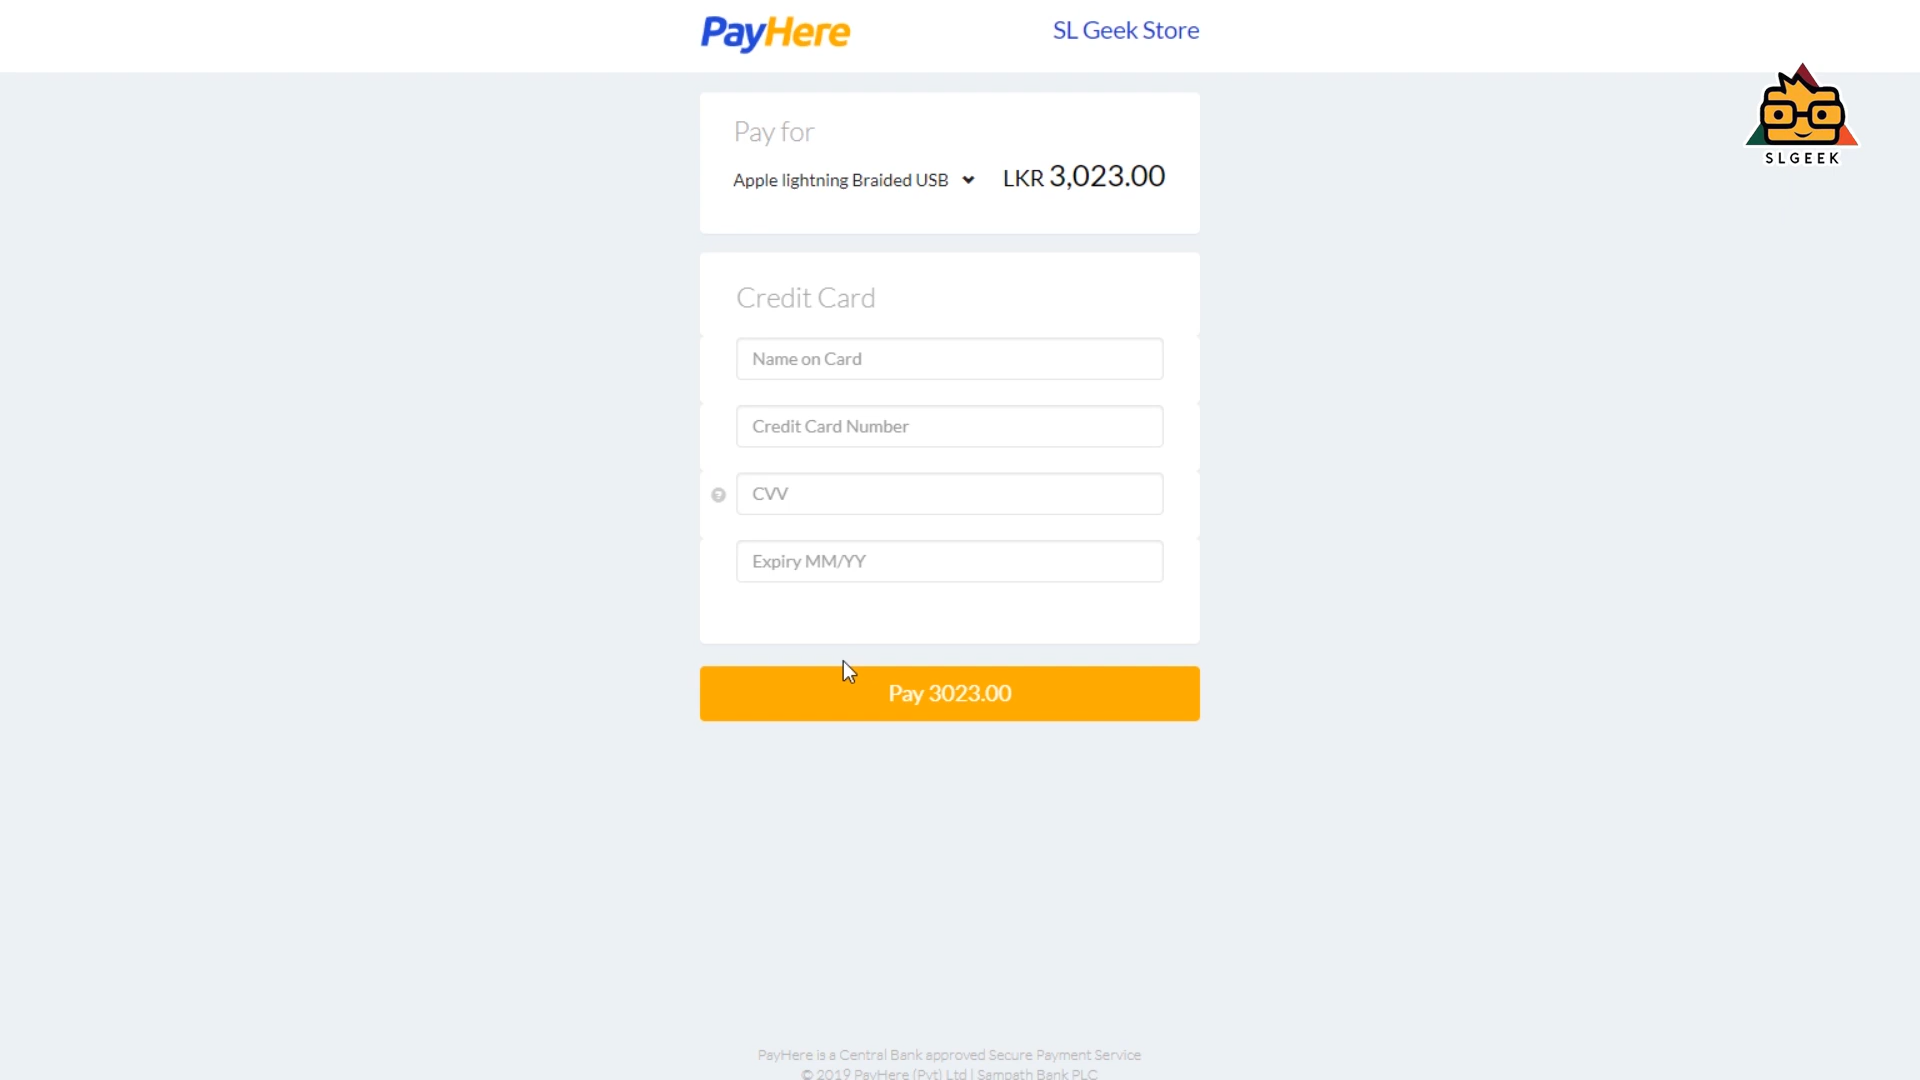 PayHere
SL Geek Store
SLGEEK
Pay for
Apple lightning Braided USB
LKR 3,023.00
Credit Card
Name on Card
Credit Card Number
?
CVV
Expiry MM/YY
Pay 3023.00
PayHere is a Central Bank approved Secure Payment Service
© 2019 PayHere (Pvt) Ltd | Sampath Bank PLC